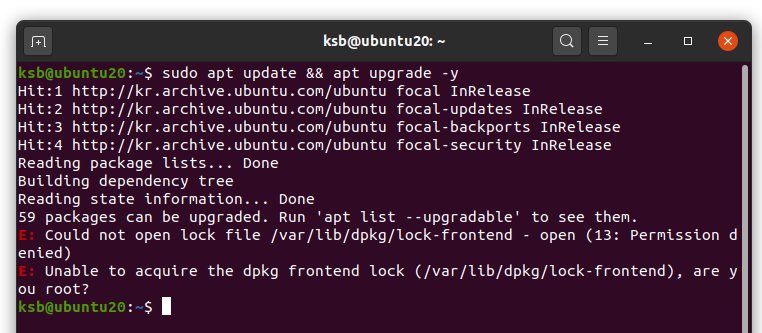 ksb@ubuntu20: ~
ksb@ubuntu20:~$ sudo apt update && apt upgrade -y
Hit:1 http://kr.archive.ubuntu.com/ubuntu focal InRelease
Hit:2 http://kr.archive.ubuntu.com/ubuntu focal-updates InRelease
Hit:3 http://kr.archive.ubuntu.com/ubuntu focal-backports InRelease
Hit:4 http://kr.archive.ubuntu.com/ubuntu focal-security InRelease
Reading package lists... Done
Building dependency tree
Reading state information... Done
59 packages can be upgraded. Run 'apt list --upgradable' to see them.
E: Could not open lock file /var/lib/dpkg/lock-frontend - open (13: Permission d
enied)
E: Unable to acquire the dpkg frontend lock (/var/lib/dpkg/lock-frontend), are y
ou root?
ksb@ubuntu20:~$